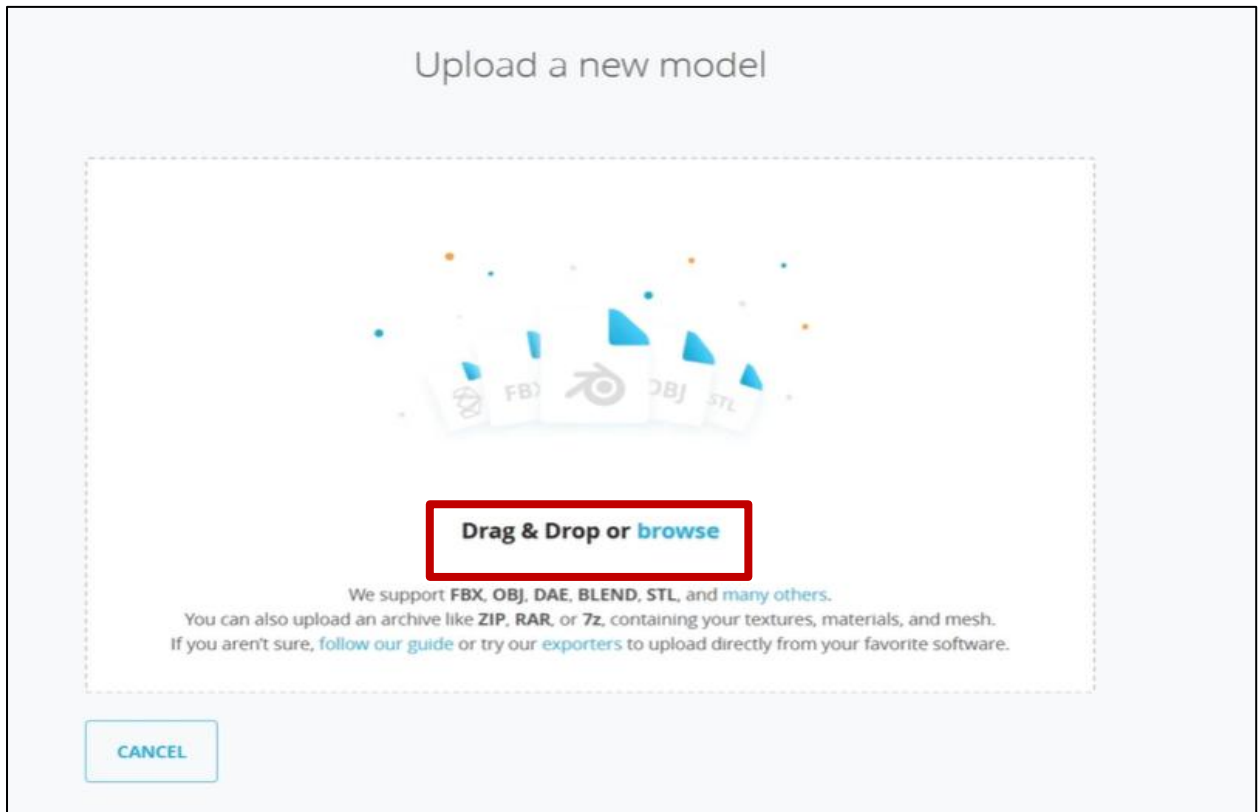 Upload a new model
FBX
OBJ
STL
Drag & Drop or browse
We support FBX, OBJ, DAE, BLEND, STL, and many others.
You can also upload an archive like ZIP, RAR, or 7z, containing your textures, materials, and mesh.
If you aren't sure, follow our guide or try our exporters to upload directly from your favorite software.
CANCEL